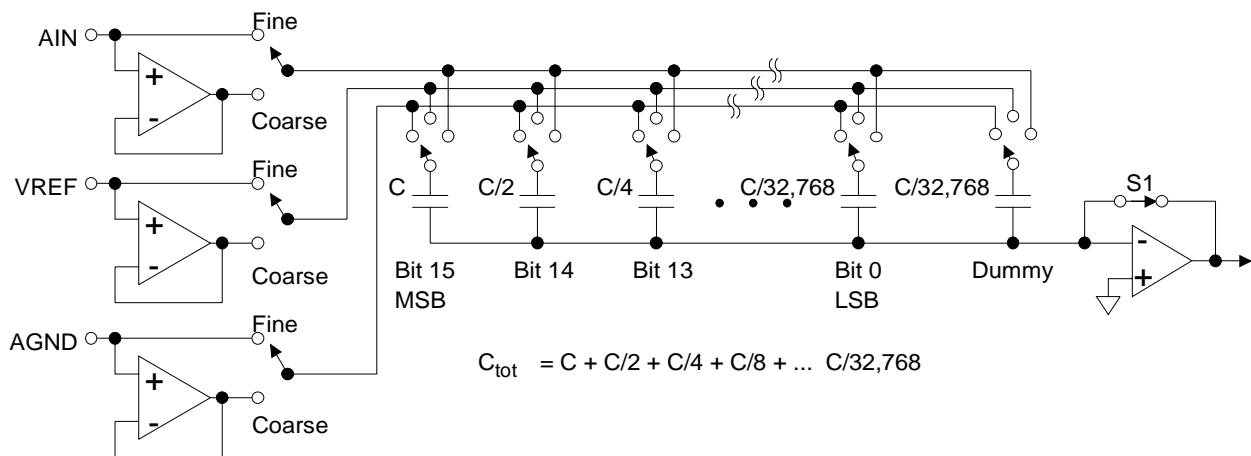 Fine
AIN
+
-
Coarse
Fine
VREF
+
-
Coarse
Fine
AGND
+
-
Coarse
C C/2 C/4 • • • C/32,768 C/32,768
S1
-
+
Bit 15 Bit 14 Bit 13 Bit 0 Dummy
MSB LSB
Ctot = C + C/2 + C/4 + C/8 + ... C/32,768